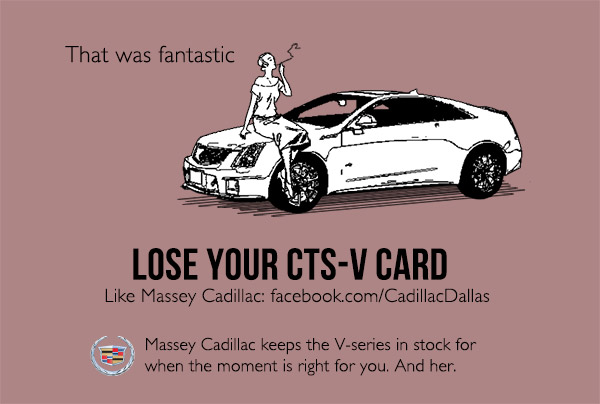 That was fantastic
LOSE YOUR CTS-V CARD
Like Massey Cadillac: facebook.com/CadillacDallas
Massey Cadillac keeps the V-series in stock for
when the moment is right for you. And her.